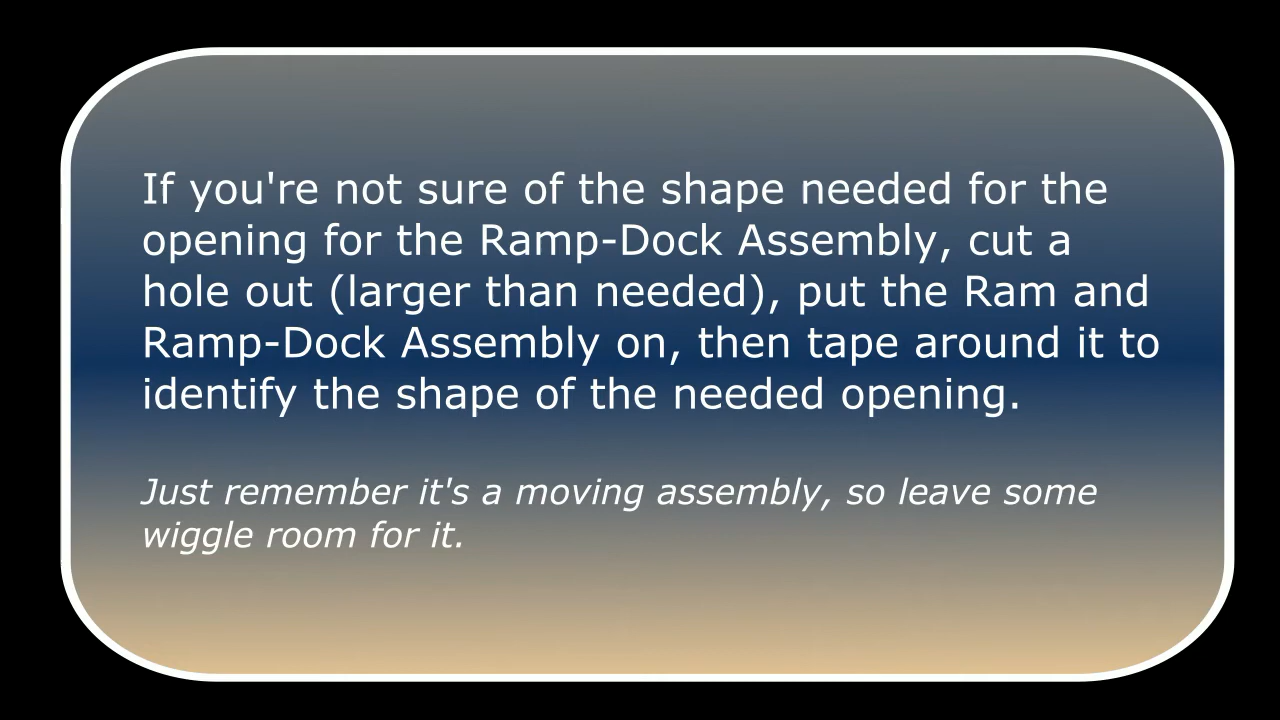 If you're not sure of the shape needed for the
opening for the Ramp-Dock Assembly, cut a
hole out (larger than needed), put the Ram and
Ramp-Dock Assembly on, then tape around it to
identify the shape of the needed opening.
Just remember it's a moving assembly, so leave some
wiggle room for it.